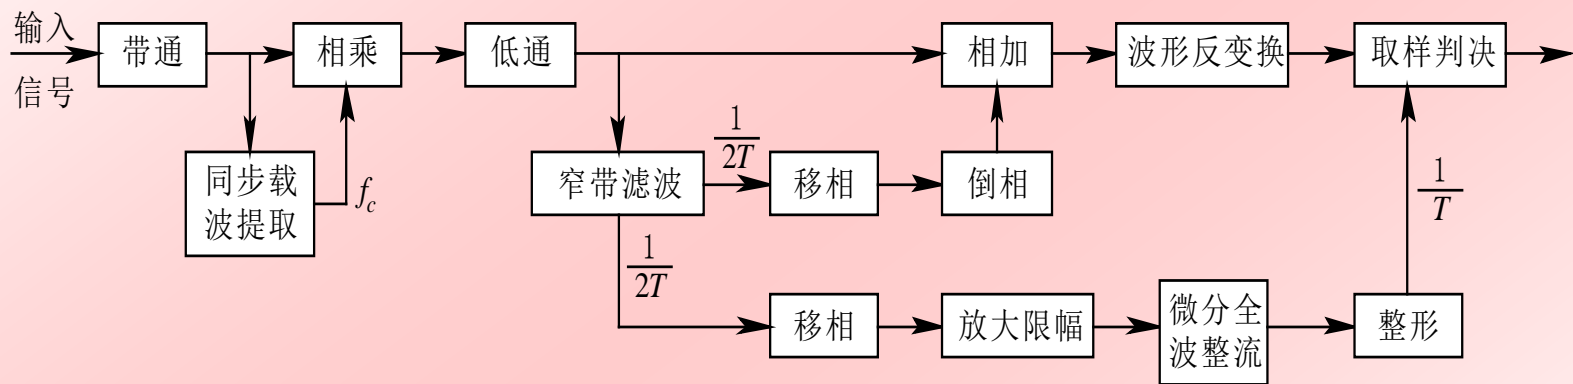 输入
信号
带通
相乘
低通
相加
波形反变换
取样判决
同步载
波提取
f_c
窄带滤波
1/2T
移相
倒相
1/T
1/2T
移相
放大限幅
微分全
波整流
整形